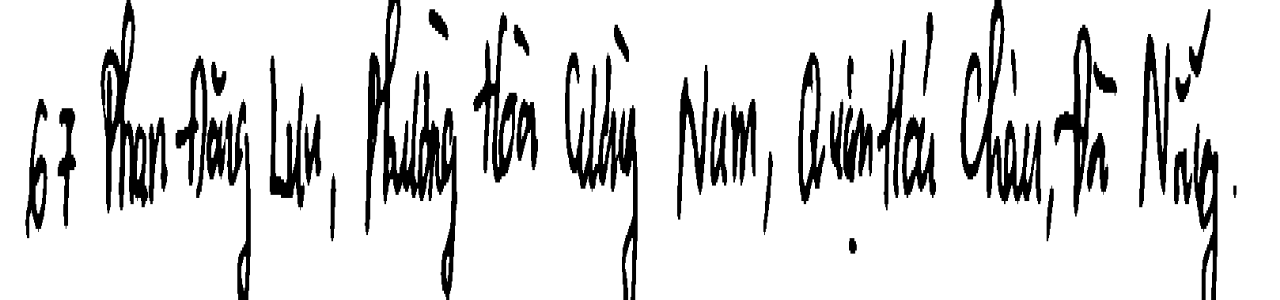 67 Phan Đăng Lưu, Phường Hòa Cường Nam, Quận Hải Châu, Đà Nẵng.